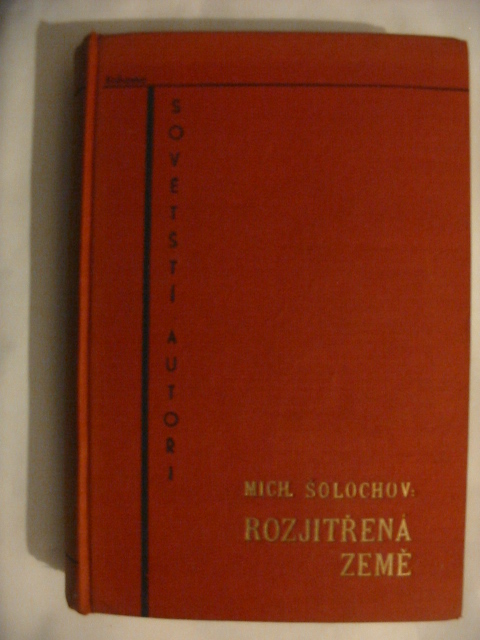 SOVĚTŠTÍ AUTOŘI
MICH. ŠOLOCHOV:
ROZJITŘENÁ
ZEMĚ